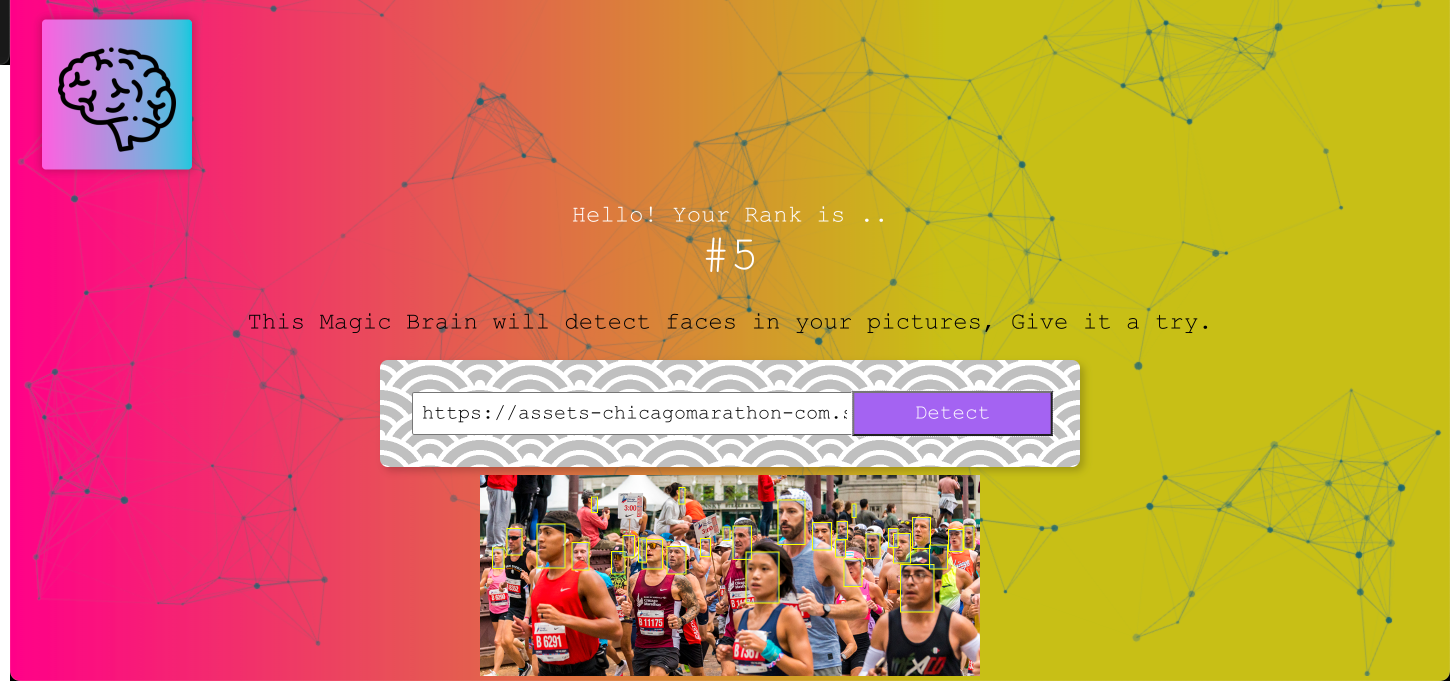 Hello! Your Rank is ..
#5
This Magic Brain will detect faces in your pictures, Give it a try.
https://assets-chicagomarathon-com.s
Detect
3:00
B 6291
B 11175